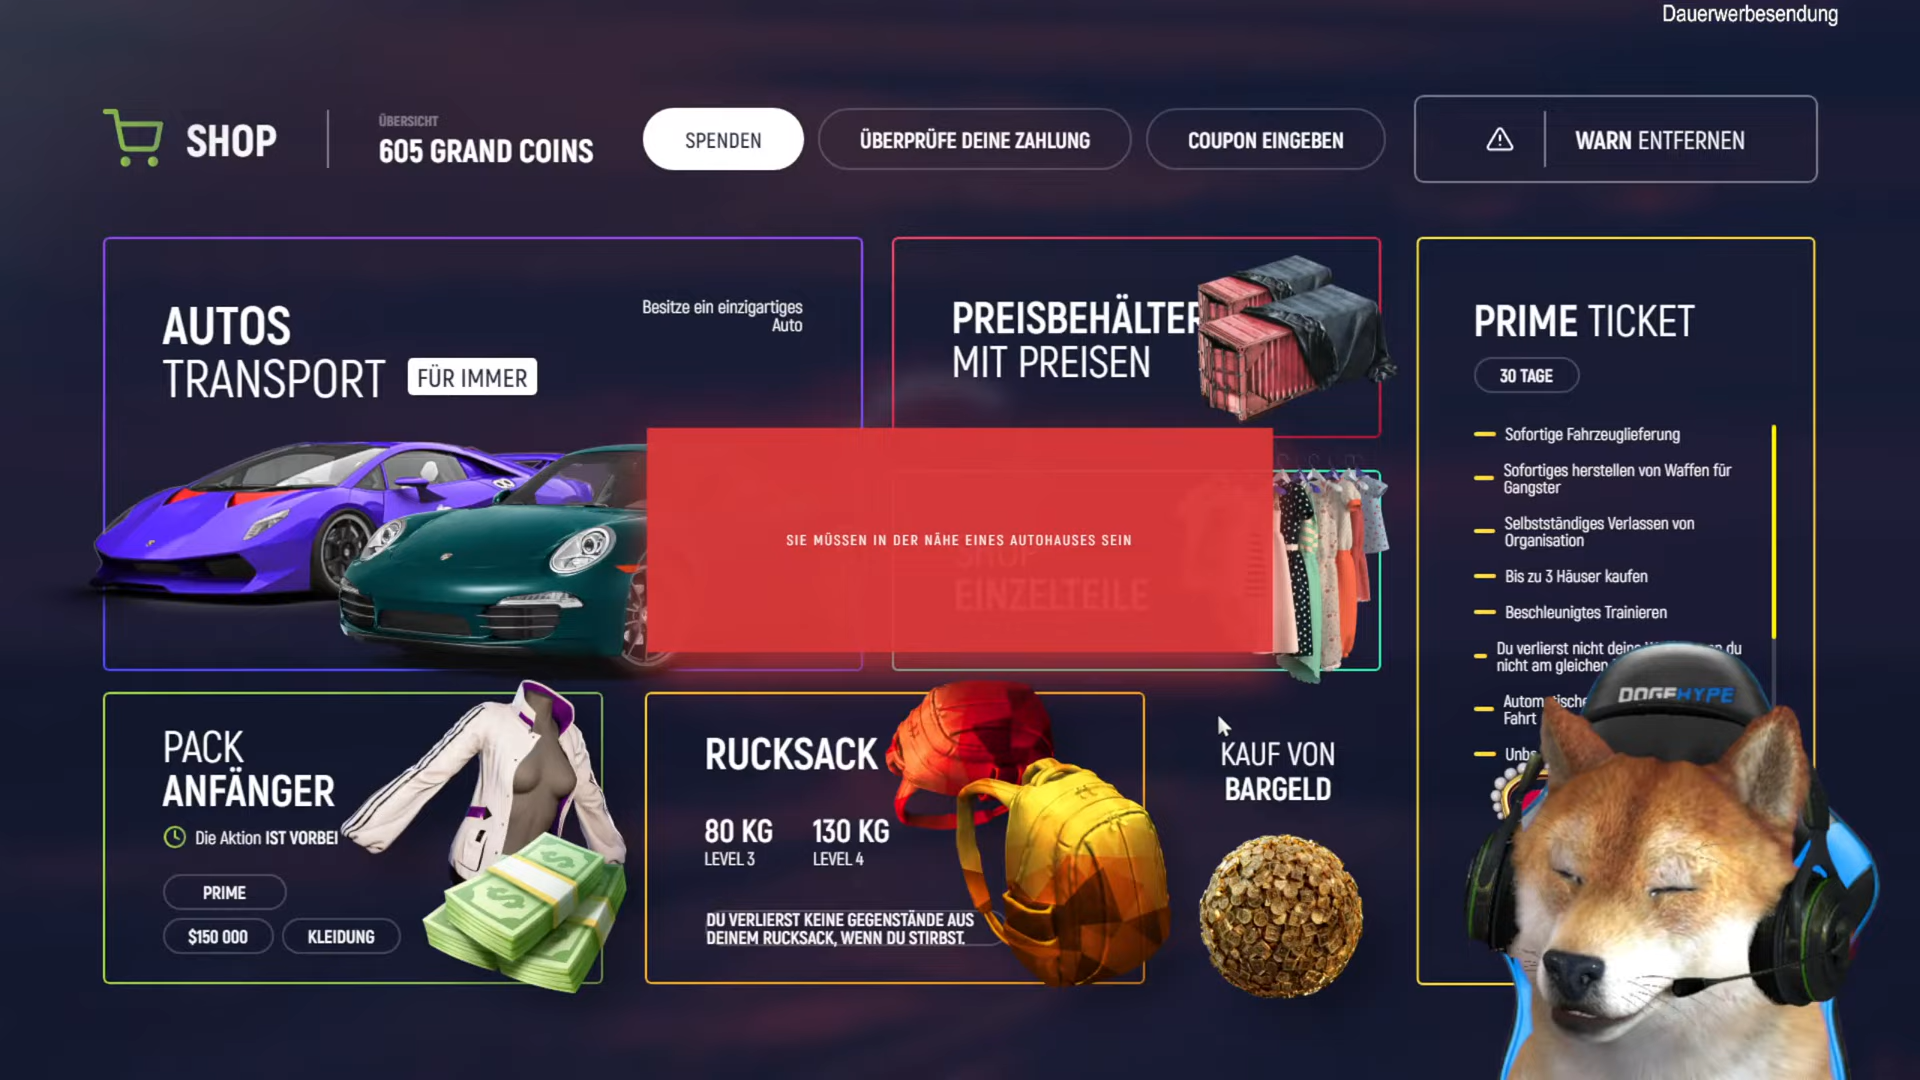 Dauerwerbesendung
SHOP
ÜBERSICHT
605 GRAND COINS
SPENDEN
ÜBERPRÜFE DEINE ZAHLUNG
COUPON EINGEBEN
WARN ENTFERNEN
AUTOS
TRANSPORT
FÜR IMMER
Besitze ein einzigartiges
Auto
PREISBEHÄLTER
MIT PREISEN
SIE MÜSSEN IN DER NÄHE EINES AUTOHAUSES SEIN
SHOP
EINZELTEILE
PRIME TICKET
30 TAGE
Sofortige Fahrzeuglieferung
Sofortiges herstellen von Waffen für
Gangster
Selbstständiges Verlassen von
Organisation
Bis zu 3 Häuser kaufen
Beschleunigtes Trainieren
Du verlierst nicht deine du
nicht am gleichen
Fahrt
PACK
ANFÄNGER
Die Aktion IST VORBEI
PRIME
$150 000
KLEIDUNG
RUCKSACK
80 KG
LEVEL 3
130 KG
LEVEL 4
DU VERLIERST KEINE GEGENSTÄNDE AUS
DEINEM RUCKSACK, WENN DU STIRBST.
KAUF VON
BARGELD
DOGEHYPE